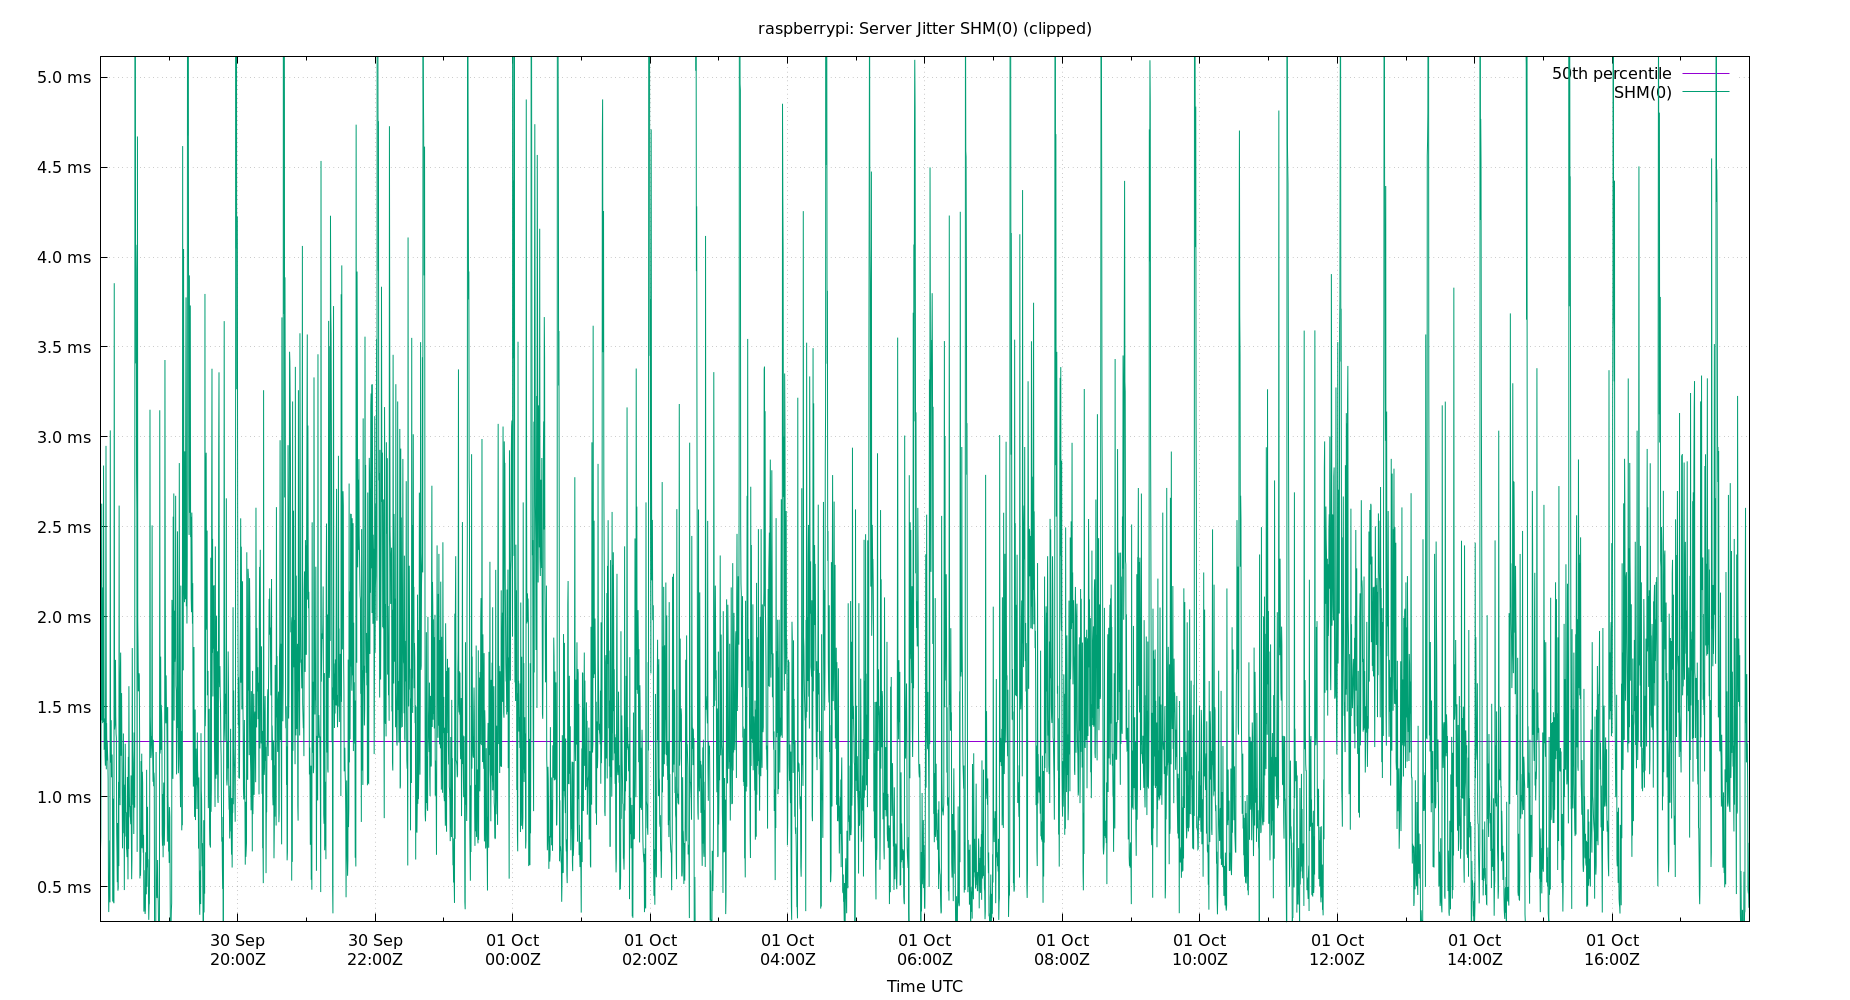 raspberrypi: Server Jitter SHM(0) (clipped)
50th percentile
SHM(0)
5.0 ms
4.5 ms
4.0 ms
3.5 ms
3.0 ms
2.5 ms
2.0 ms
1.5 ms
1.0 ms
0.5 ms
30 Sep 30 Sep 01 Oct 01 Oct 01 Oct 01 Oct 01 Oct 01 Oct 01 Oct 01 Oct 01 Oct
20:00Z 22:00Z 00:00Z 02:00Z 04:00Z 06:00Z 08:00Z 10:00Z 12:00Z 14:00Z 16:00Z
Time UTC